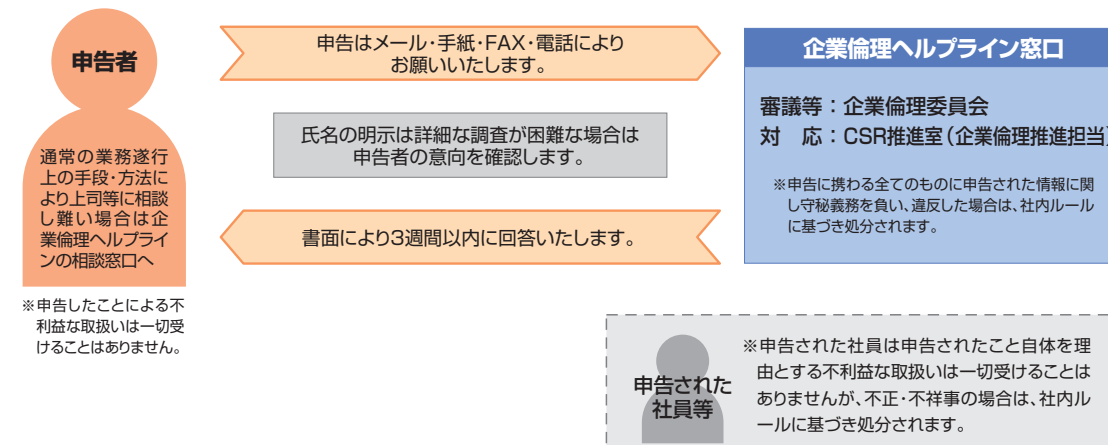 申告者
通常の業務遂行
上の手段・方法に
より上司等に相談
し難い場合は企
業倫理ヘルプライ
ンの相談窓口へ
※申告したことによる不
利益な取扱いは一切受
けることはありません。
申告はメール・手紙・FAX・電話により
お願いいたします。
氏名の明示は詳細な調査が困難な場合は
申告者の意向を確認します。
書面により3週間以内に回答いたします。
企業倫理ヘルプライン窓口
審議等：企業倫理委員会
対　応：CSR推進室（企業倫理推進担当）
※申告に携わる全てのものに申告された情報に関
し守秘義務を負い、違反した場合は、社内ルール
に基づき処分されます。
申告された
社員等
※申告された社員は申告されたこと自体を理
由とする不利益な取扱いは一切受けることは
ありませんが、不正・不祥事の場合は、社内ル
ールに基づき処分されます。